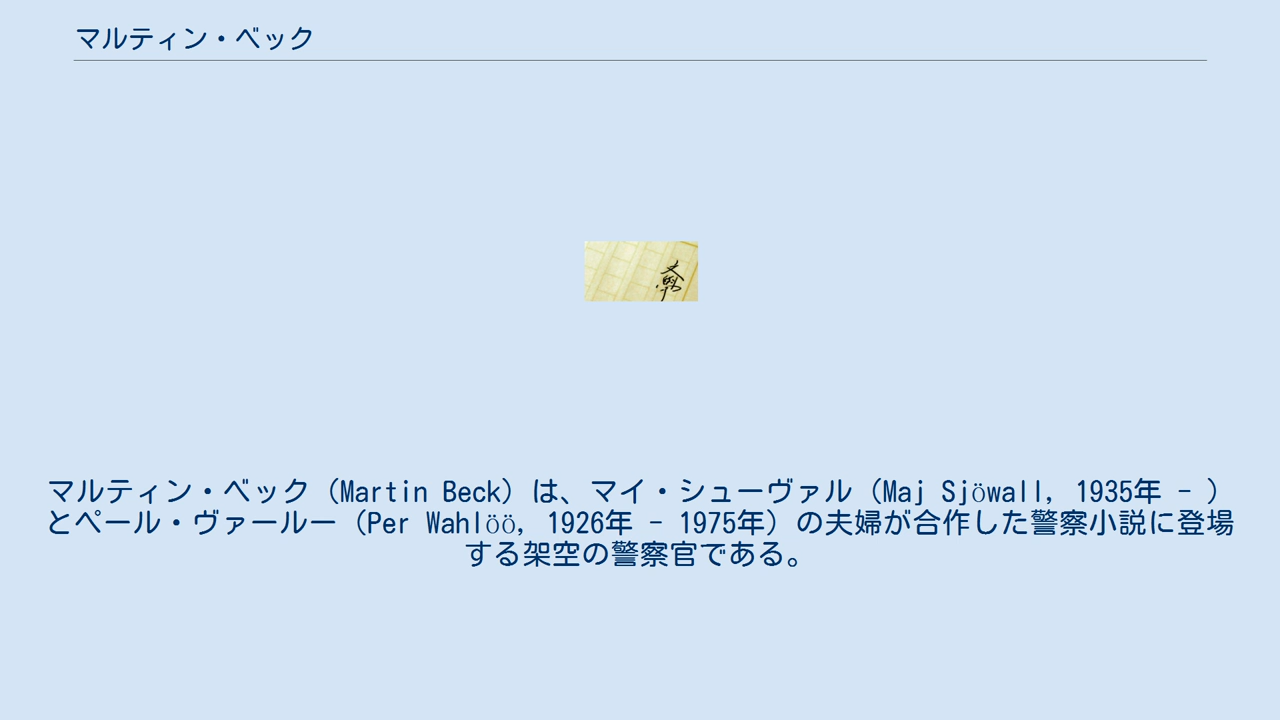 マルティン・ベック
マルティン・ベック（Martin Beck）は、マイ・シューヴァル（Maj Sjöwall, 1935年 - ）
とペール・ヴァールー（Per Wahlöö, 1926年 - 1975年）の夫婦が合作した警察小説に登場
する架空の警察官である。